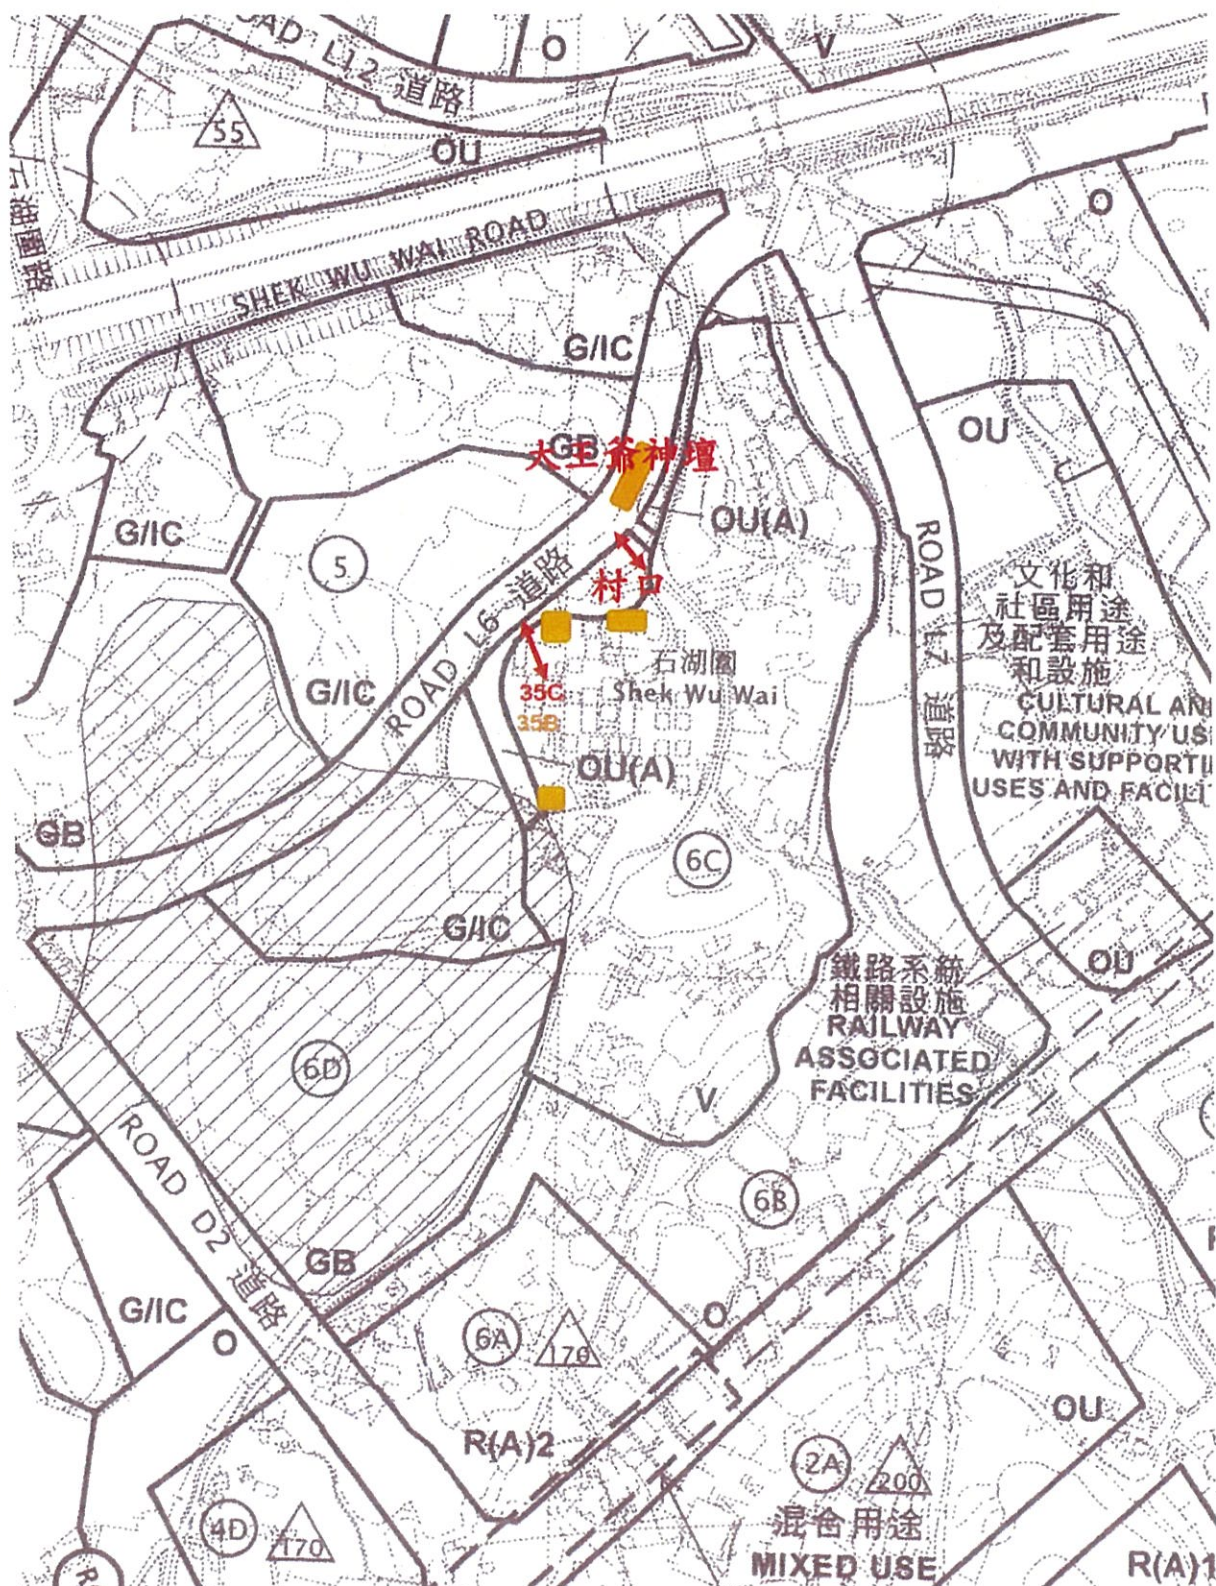 ROAD L12 道路
O
V
55
OU
石湖圍路
SHEK WU WAI ROAD
O
G/IC
GB
大王爺神壇
OU
G/IC
OU(A)
5
村口
ROAD L6 道路
ROAD L7 道路
文化和
社區用途
及配套用途
和設施
CULTURAL AN
COMMUNITY US
WITH SUPPORTI
USES AND FACILI
石湖圍
Shek Wu Wai
G/IC
35C
35B
OU(A)
GB
6C
G/IC
OU
鐵路系統
相關設施
RAILWAY
ASSOCIATED
FACILITIES
6D
V
ROAD D2 道路
6B
GB
G/IC
O
6A
176
O
OU
R(A)2
2A
200
混合用途
MIXED USE
4D
170
R(A)1